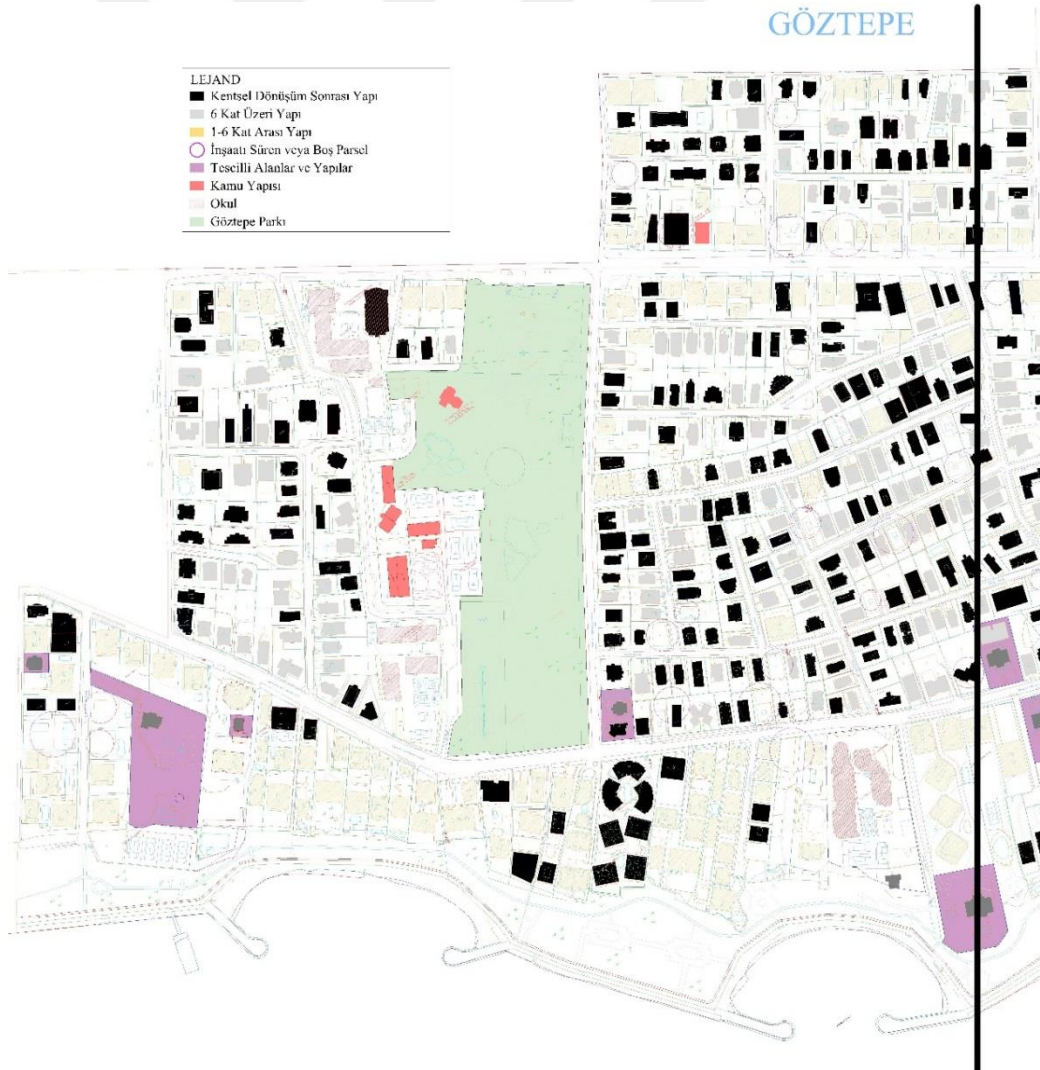 GÖZTEPE
LEJAND
Kentsel Dönüşüm Sonrası Yapı
6 Kat Üzeri Yapı
1-6 Kat Arası Yapı
İnşaatı Süren veya Boş Parsel
Tescilli Alanlar ve Yapılar
Kamu Yapısı
Okul
Göztepe Parkı